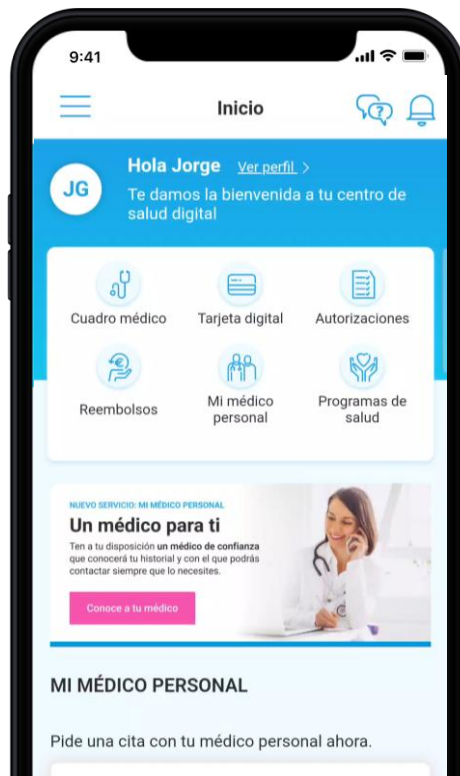 9:41
Inicio
?
JG
Hola Jorge Ver perfil >
Te damos la bienvenida a tu centro de
salud digital
Cuadro médico
Tarjeta digital
Autorizaciones
€
Reembolsos
Mi médico
personal
Programas de
salud
NUEVO SERVICIO: MI MÉDICO PERSONAL
Un médico para ti
Ten a tu disposición un médico de confianza
que conocerá tu historial y con el que podrás
contactar siempre que lo necesites.
Conoce a tu médico
MI MÉDICO PERSONAL
Pide una cita con tu médico personal ahora.